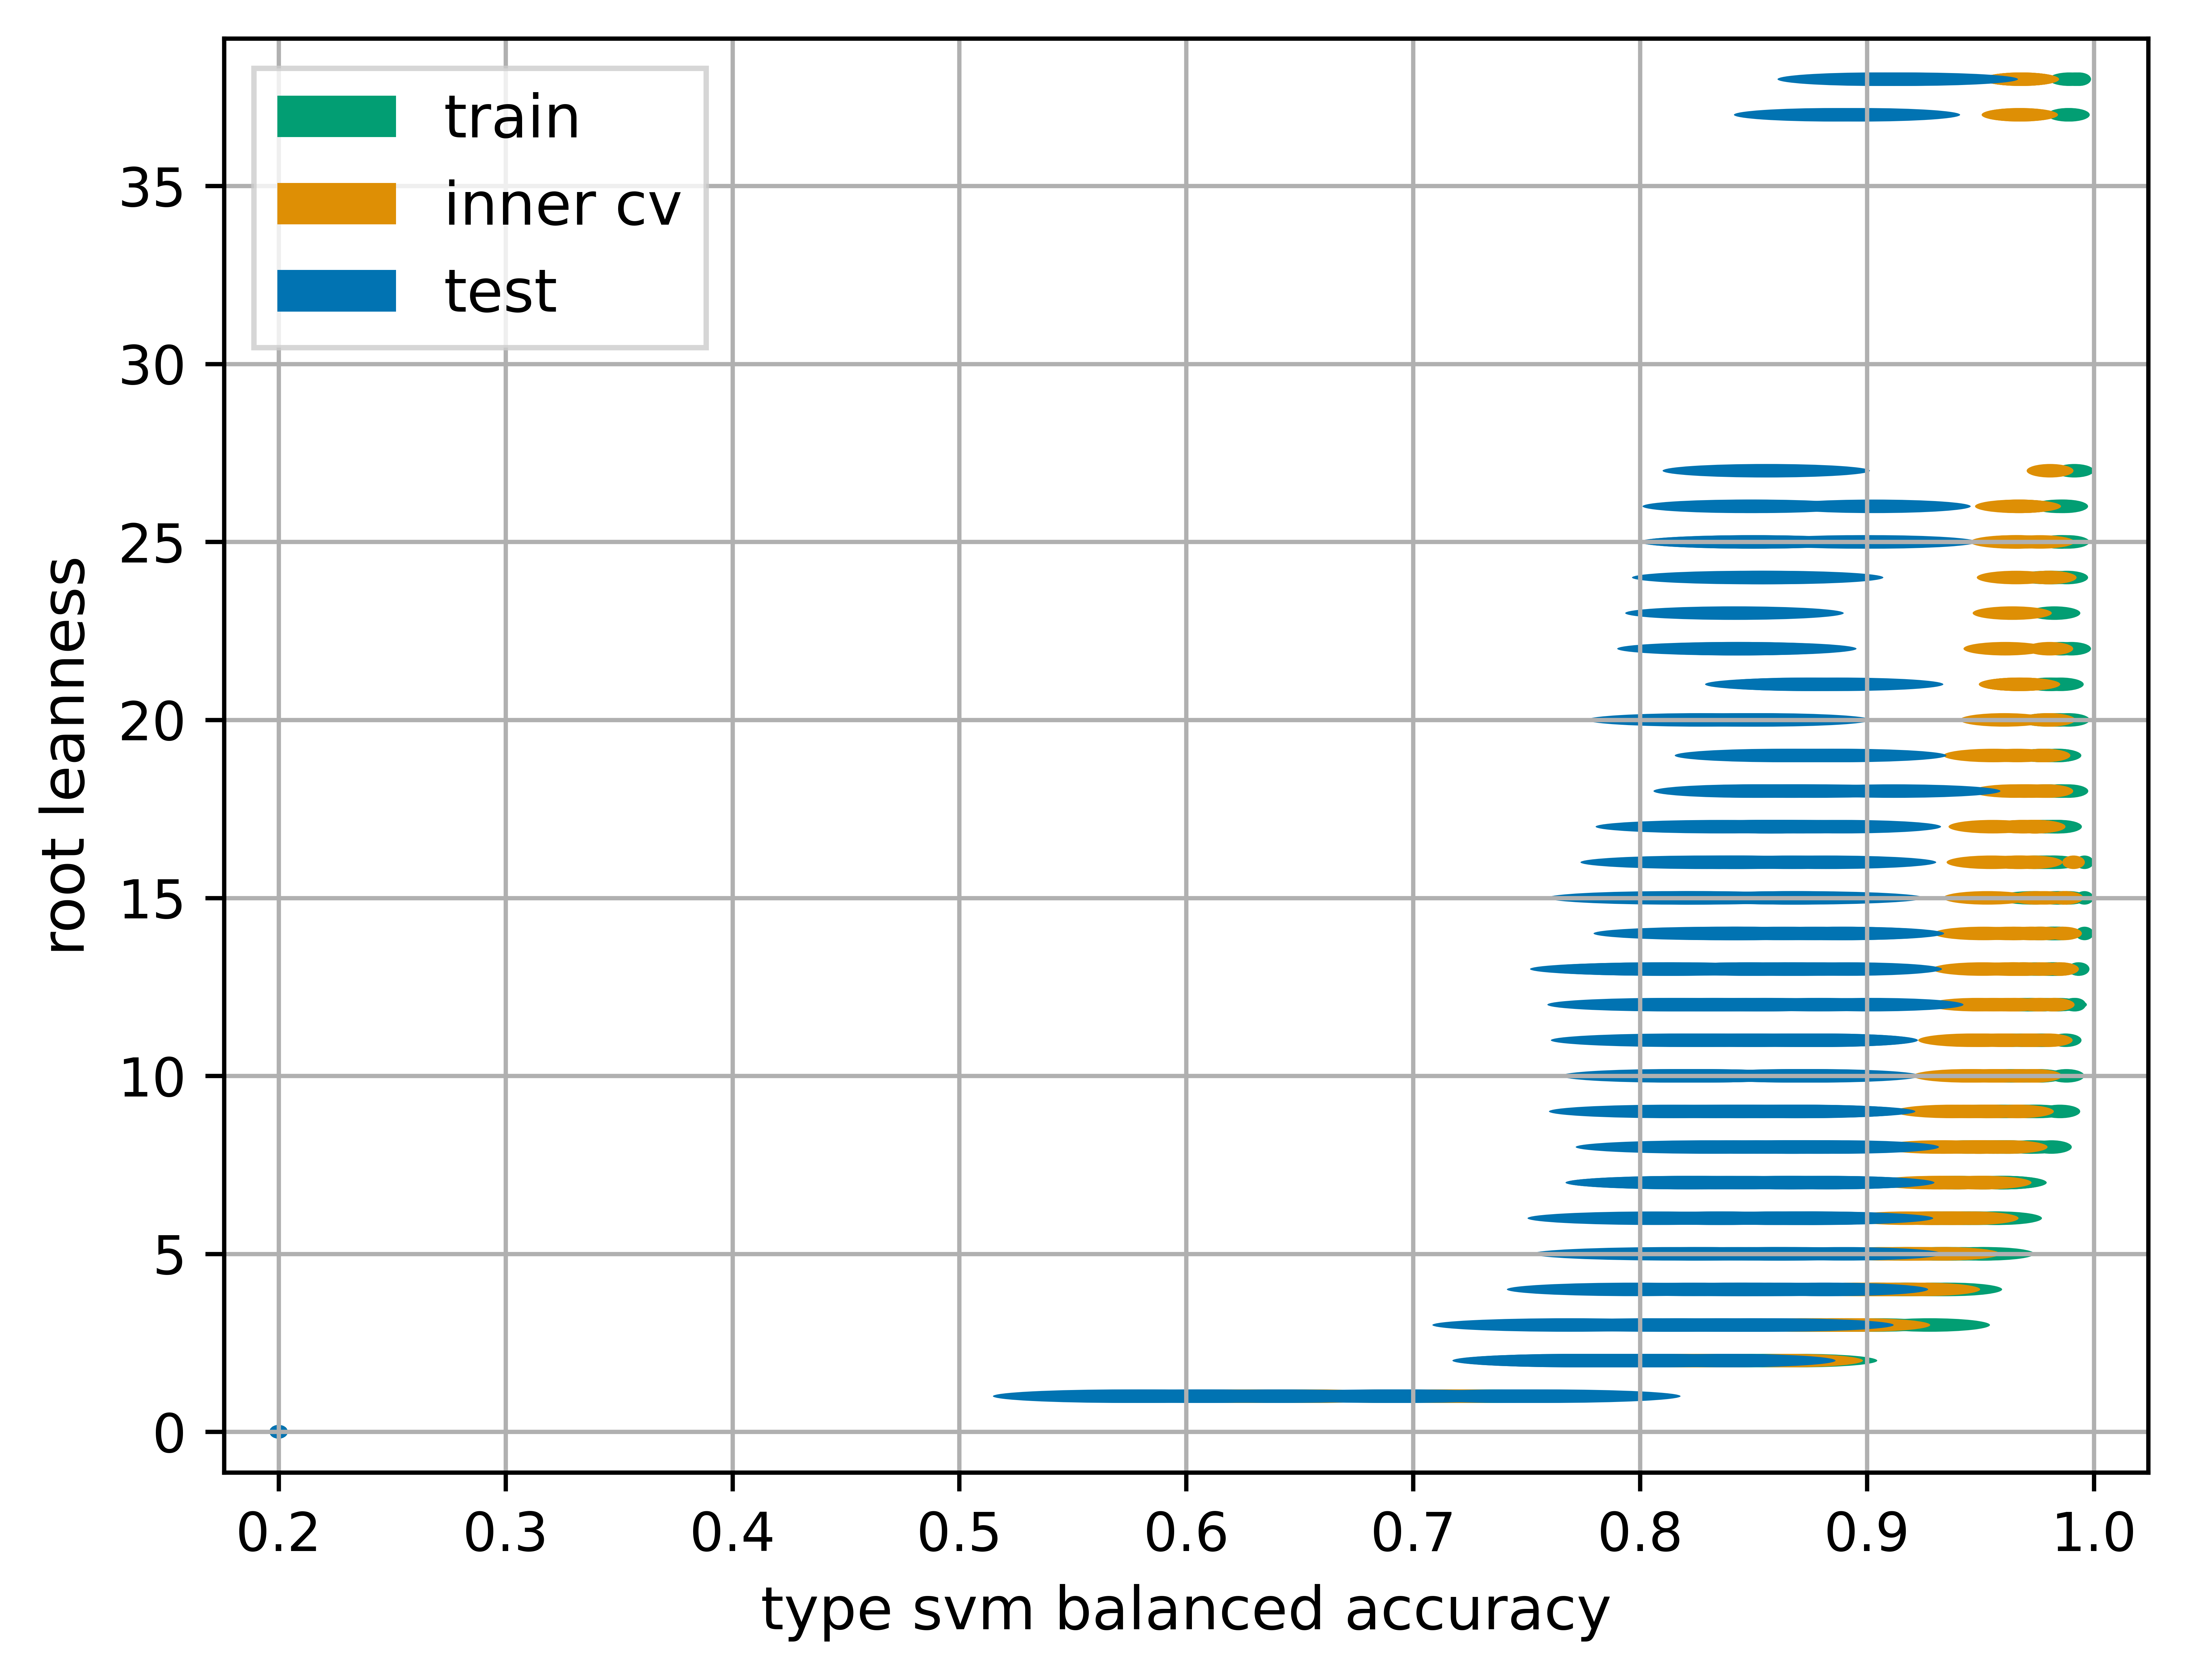 train
inner cv
test
35
30
25
20
15
10
5
0
root leanness
0.2 0.3 0.4 0.5 0.6 0.7 0.8 0.9 1.0
type svm balanced accuracy